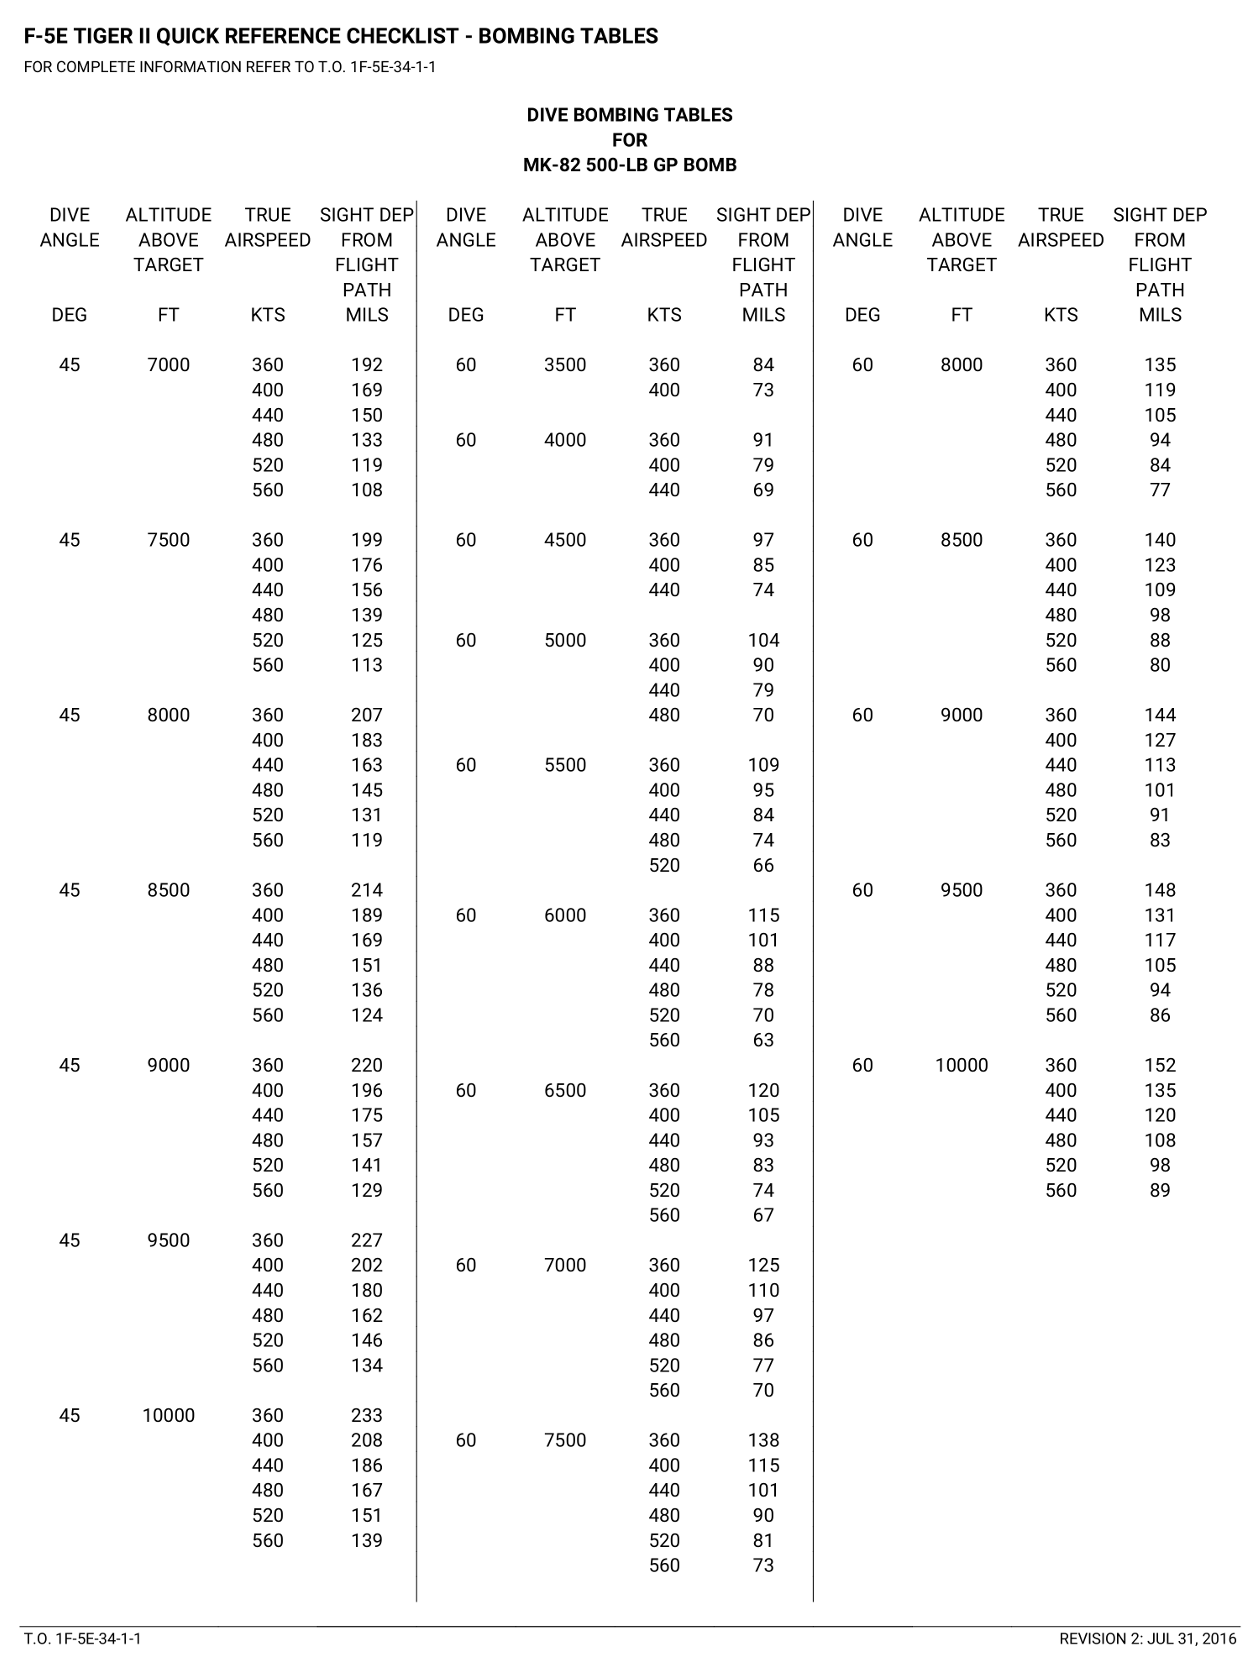 F-5E TIGER II QUICK REFERENCE CHECKLIST - BOMBING TABLES
FOR COMPLETE INFORMATION REFER TO T.O. 1F-5E-34-1-1
DIVE BOMBING TABLES
FOR
MK-82 500-LB GP BOMB
DIVE ALTITUDE TRUE SIGHT DEP DIVE ALTITUDE TRUE SIGHT DEP DIVE ALTITUDE TRUE SIGHT DEP
ANGLE ABOVE AIRSPEED FROM ANGLE ABOVE AIRSPEED FROM ANGLE ABOVE AIRSPEED FROM
TARGET FLIGHT TARGET FLIGHT TARGET FLIGHT
PATH PATH PATH
DEG FT KTS MILS DEG FT KTS MILS DEG FT KTS MILS
45 7000 360 192 60 3500 360 84 60 8000 360 135
400 169 400 73 400 119
440 150 440 105
480 133 60 4000 360 91 480 94
520 119 400 79 520 84
560 108 440 69 560 77
45 7500 360 199 60 4500 360 97 60 8500 360 140
400 176 400 85 400 123
440 156 440 74 440 109
480 139 480 98
520 125 60 5000 360 104 520 88
560 113 400 90 560 80
440 79
45 8000 360 207 480 70 60 9000 360 144
400 183 400 127
440 163 60 5500 360 109 440 113
480 145 400 95 480 101
520 131 440 84 520 91
560 119 480 74 560 83
520 66
45 8500 360 214 60 9500 360 148
400 189 60 6000 360 115 400 131
440 169 400 101 440 117
480 151 440 88 480 105
520 136 480 78 520 94
560 124 520 70 560 86
560 63
45 9000 360 220 60 10000 360 152
400 196 60 6500 360 120 400 135
440 175 400 105 440 120
480 157 440 93 480 108
520 141 480 83 520 98
560 129 520 74 560 89
560 67
45 9500 360 227
400 202 60 7000 360 125
440 180 400 110
480 162 440 97
520 146 480 86
560 134 520 77
560 70
45 10000 360 233
400 208 60 7500 360 138
440 186 400 115
480 167 440 101
520 151 480 90
560 139 520 81
560 73
T.O. 1F-5E-34-1-1 REVISION 2: JUL 31, 2016